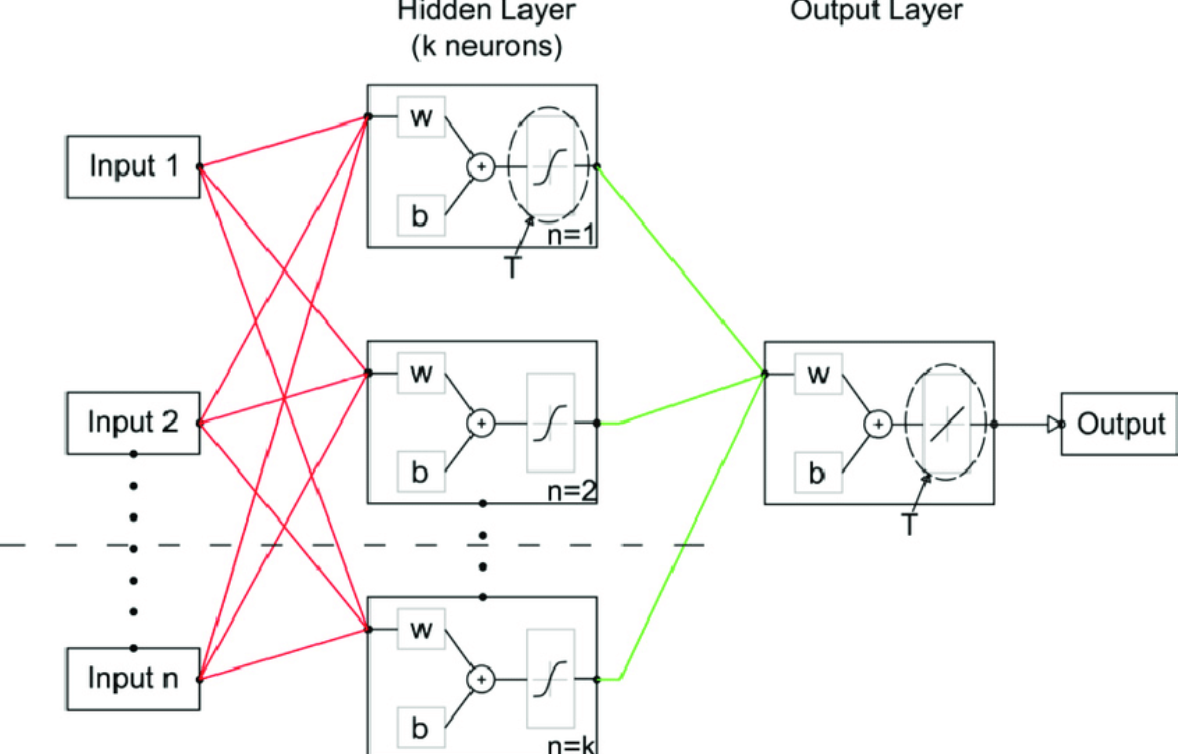 Hidden Layer
(k neurons)
Output Layer
Input 1
w
+
b
n=1
T
Input 2
w
+
b
n=2
w
+
b
T
Output
Input n
w
+
b
n=k